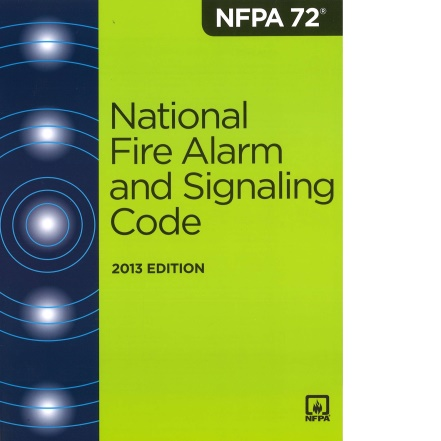 NFPA 72®
National
Fire Alarm
and Signaling
Code
2013 EDITION
NFPA